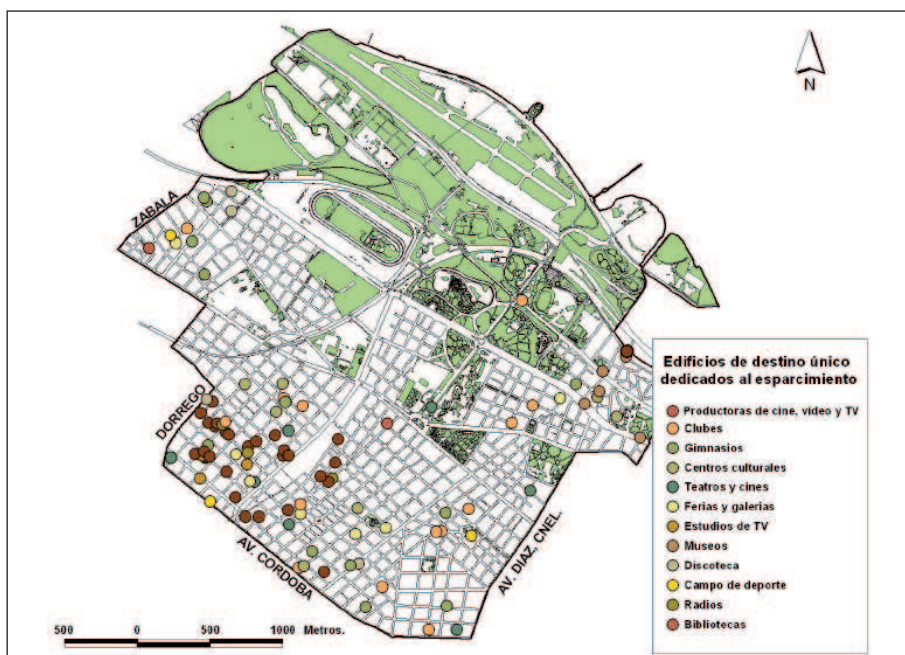 N
ZABALA
DORREGO
AV. CORDOBA
AV. DIAZ, CNEL.
Edificios de destino único
dedicados al esparcimiento
Productoras de cine, video y TV
Clubes
Gimnasios
Centros culturales
Teatros y cines
Ferias y galerias
Estudios de TV
Museos
Discoteca
Campo de deporte
Radios
Bibliotecas
500 0 500 1000 Metros.